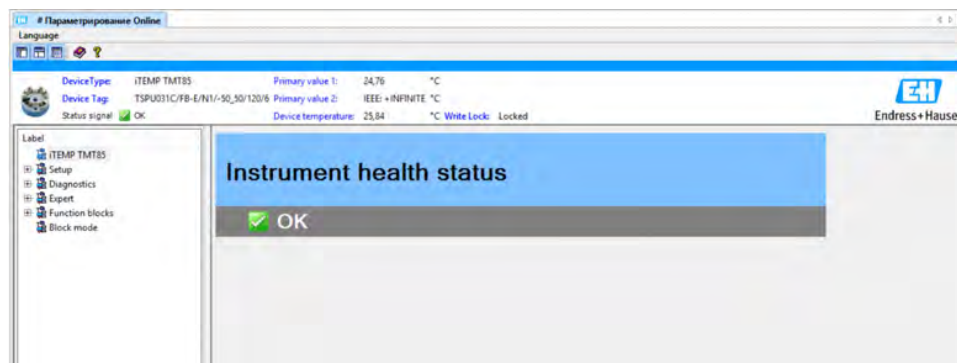 # Параметрирование Online
Language
DeviceType: iTEMP TMT85 Primary value 1: 24,76 °C
Device Tag: TSPU031C/FB-E/N1/-50_50/120/6 Primary value 2: IEEE: +INFINITE °C
Status signal OK Device temperature: 25,84 °C Write Lock: Locked
EH
Endress+Hause
Label
iTEMP TMT85
Setup
Diagnostics
Expert
Function blocks
Block mode
Instrument health status
OK